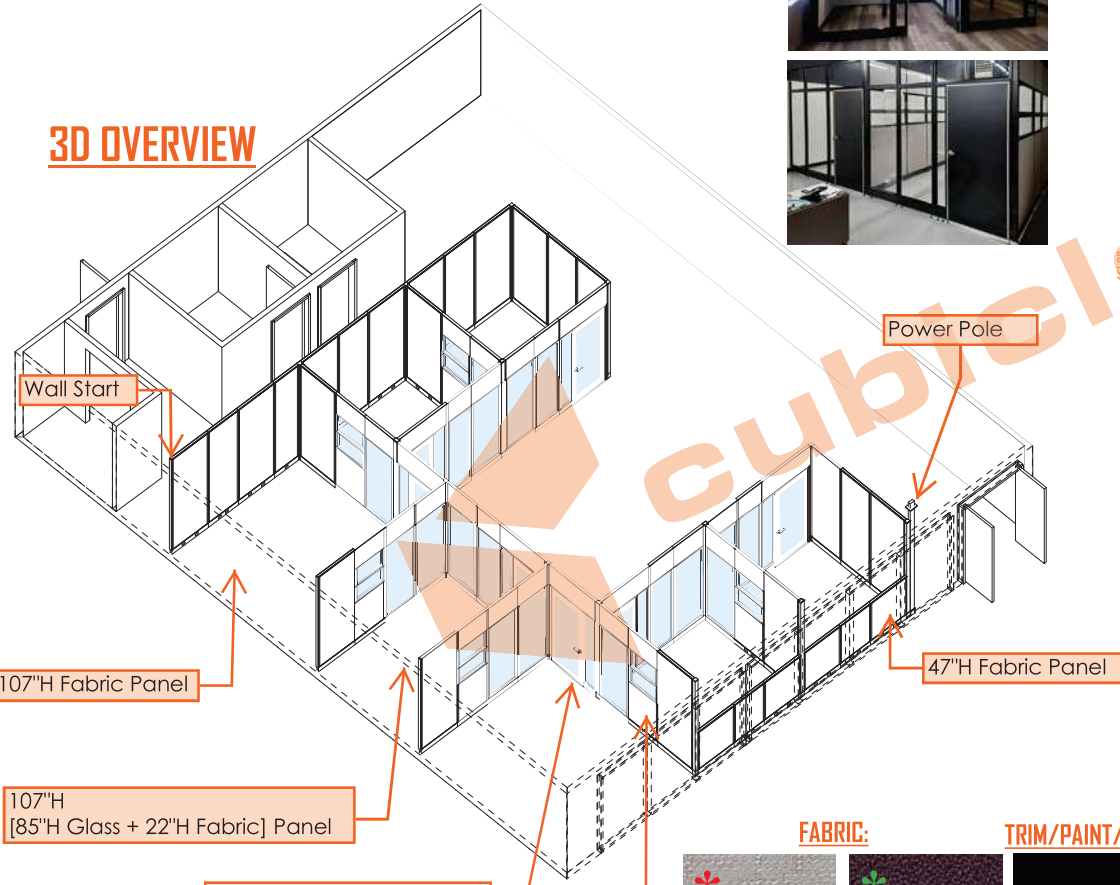 3D OVERVIEW
Wall Start
Power Pole
cubicl
107"H Fabric Panel
47"H Fabric Panel
107"H
[85"H Glass + 22"H Fabric] Panel
FABRIC:
TRIM/PAINT/